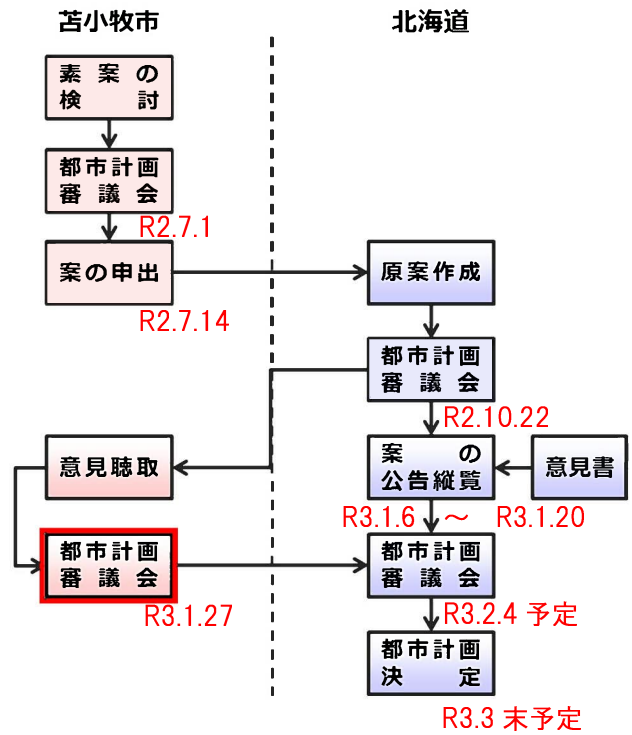 苫小牧市
北海道
素案の
検討
都市計画
審議会
R2.7.1
案の申出
R2.7.14
原案作成
都市計画
審議会
R2.10.22
意見聴取
案の
公告縦覧
意見書
R3.1.6 ～ R3.1.20
都市計画
審議会
R3.1.27
都市計画
審議会
R3.2.4 予定
都市計画
決定
R3.3 末予定